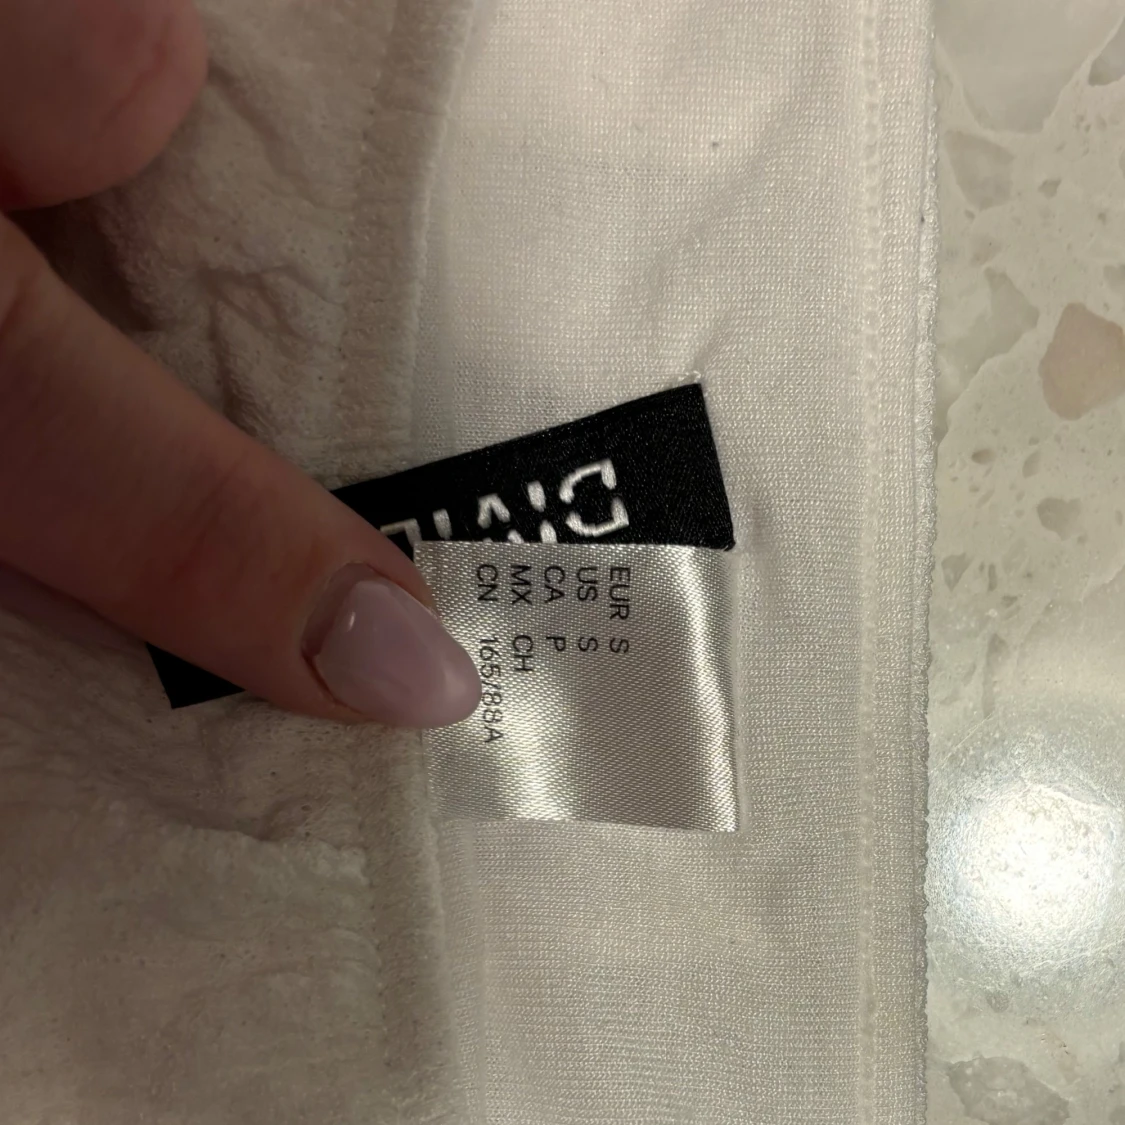 EUR S
US S
CA P
MX CH
CN 165/88A